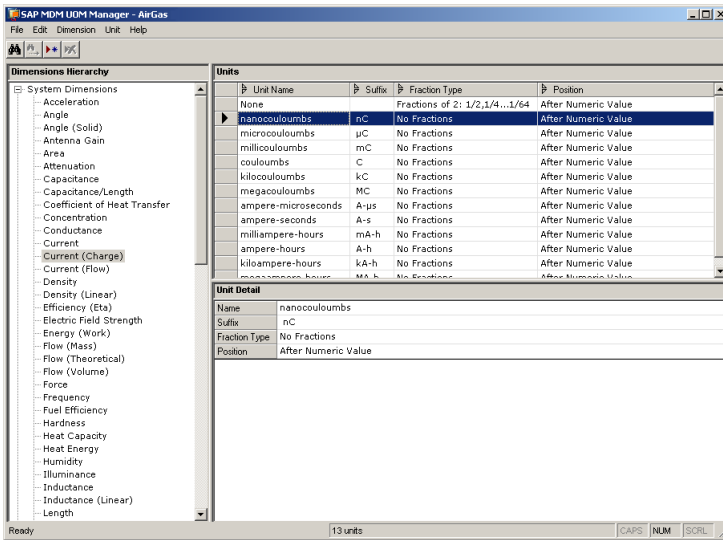 SAP MDM UOM Manager - AirGas
File Edit Dimension Unit Help
Dimensions Hierarchy
System Dimensions
Acceleration
Angle
Angle (Solid)
Antenna Gain
Area
Attenuation
Capacitance
Capacitance/Length
Coefficient of Heat Transfer
Concentration
Conductance
Current
Current (Charge)
Current (Flow)
Density
Density (Linear)
Efficiency (Eta)
Electric Field Strength
Energy (Work)
Flow (Mass)
Flow (Theoretical)
Flow (Volume)
Force
Frequency
Fuel Efficiency
Hardness
Heat Capacity
Heat Energy
Humidity
Illuminance
Inductance
Inductance (Linear)
Length
Units
Unit Name Suffix Fraction Type Position
None Fractions of 2: 1/2,1/4...1/64 After Numeric Value
nanocouloumbs nC No Fractions After Numeric Value
microcouloumbs µC No Fractions After Numeric Value
millicouloumbs mC No Fractions After Numeric Value
couloumbs C No Fractions After Numeric Value
kilocouloumbs kC No Fractions After Numeric Value
megacouloumbs MC No Fractions After Numeric Value
ampere-microseconds A-µs No Fractions After Numeric Value
ampere-seconds A-s No Fractions After Numeric Value
milliampere-hours mA-h No Fractions After Numeric Value
ampere-hours A-h No Fractions After Numeric Value
kiloampere-hours kA-h No Fractions After Numeric Value
megaampere-hours MA-h No Fractions After Numeric Value
Unit Detail
Name nanocouloumbs
Suffix nC
Fraction Type No Fractions
Position After Numeric Value
Ready 13 units CAPS NUM SCRL